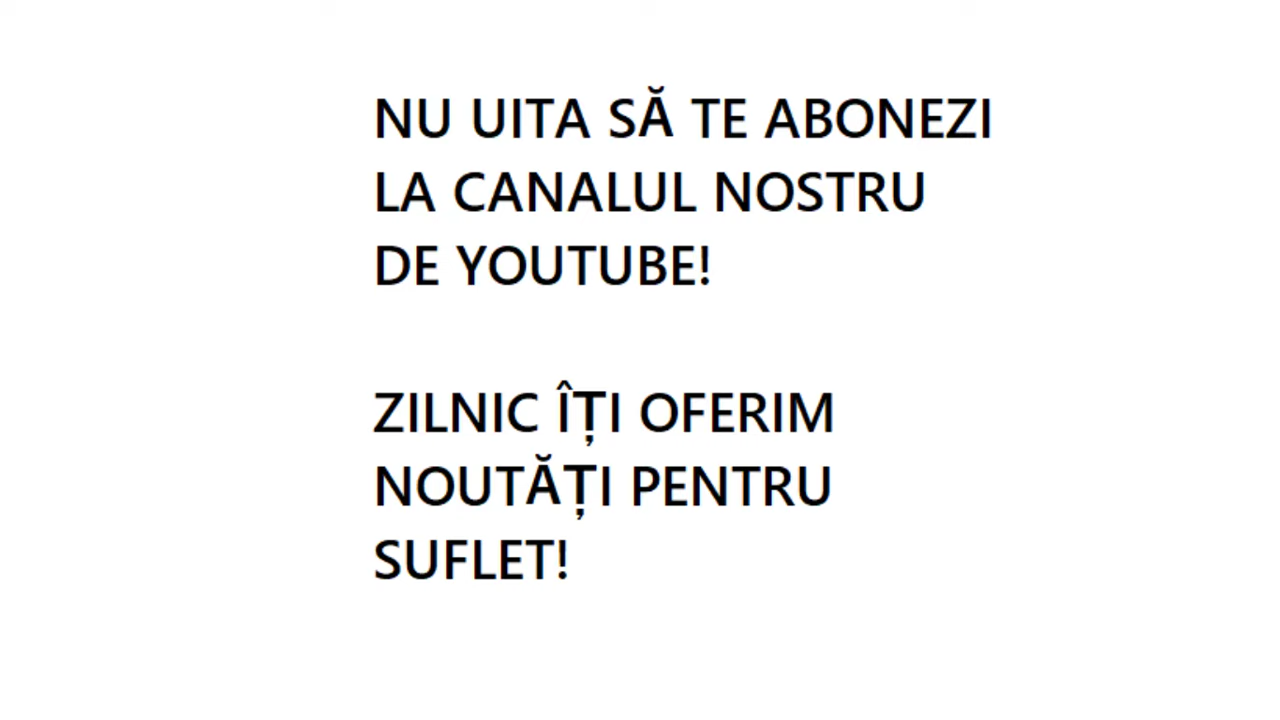 NU UITA SĂ TE ABONEZI
LA CANALUL NOSTRU
DE YOUTUBE!
ZILNIC ÎȚI OFERIM
NOUTĂȚI PENTRU
SUFLET!